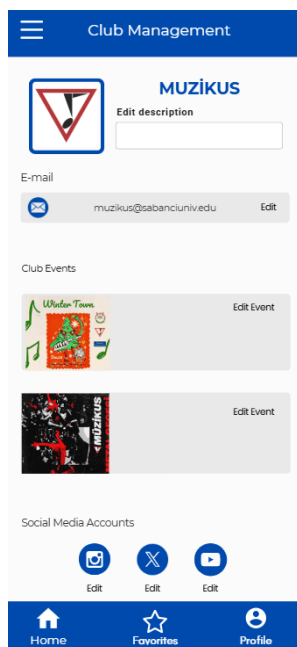 Club Management
MUZİKUS
Edit description
E-mail
muzikus@sabanciuniv.edu
Edit
Club Events
Winter Town
Edit Event
<MÜZİKUS
Edit Event
Social Media Accounts
Edit
Edit
Edit
Home
Favorites
Profile